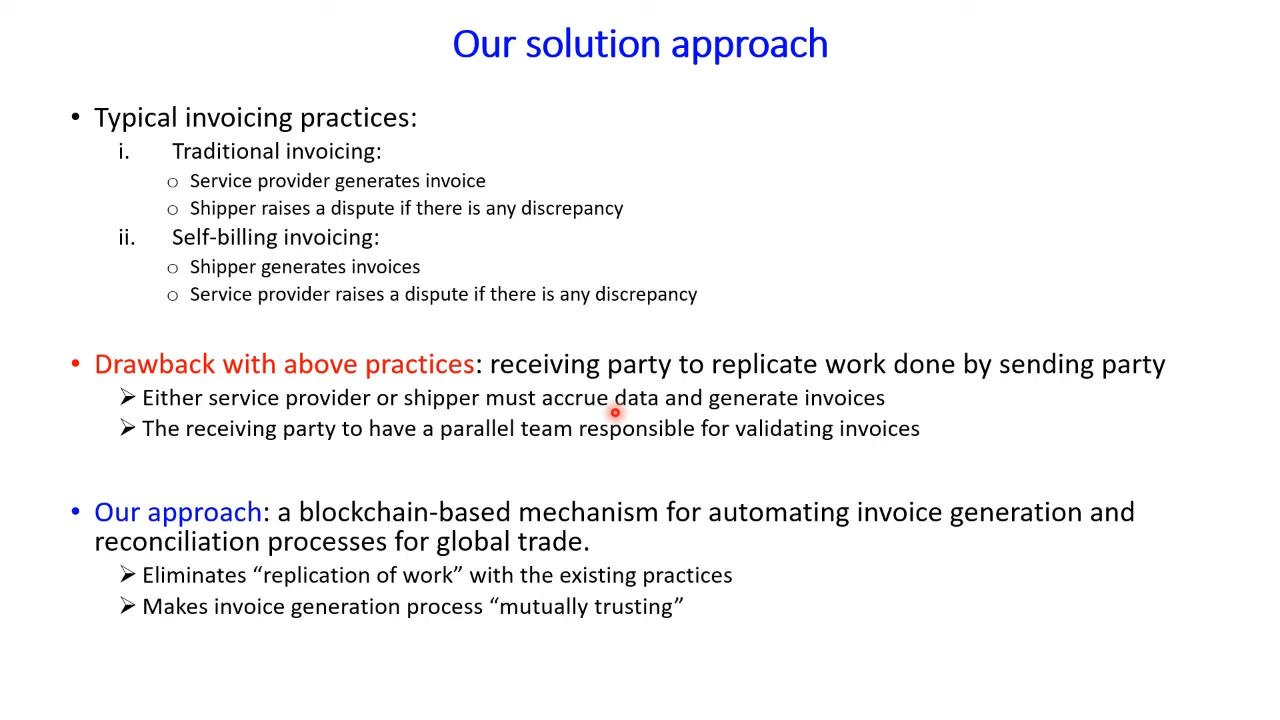 Our solution approach
• Typical invoicing practices:
i. Traditional invoicing:
o Service provider generates invoice
o Shipper raises a dispute if there is any discrepancy
ii. Self-billing invoicing:
o Shipper generates invoices
o Service provider raises a dispute if there is any discrepancy
• Drawback with above practices: receiving party to replicate work done by sending party
➢ Either service provider or shipper must accrue data and generate invoices
➢ The receiving party to have a parallel team responsible for validating invoices
• Our approach: a blockchain-based mechanism for automating invoice generation and
reconciliation processes for global trade.
➢ Eliminates “replication of work” with the existing practices
➢ Makes invoice generation process “mutually trusting”